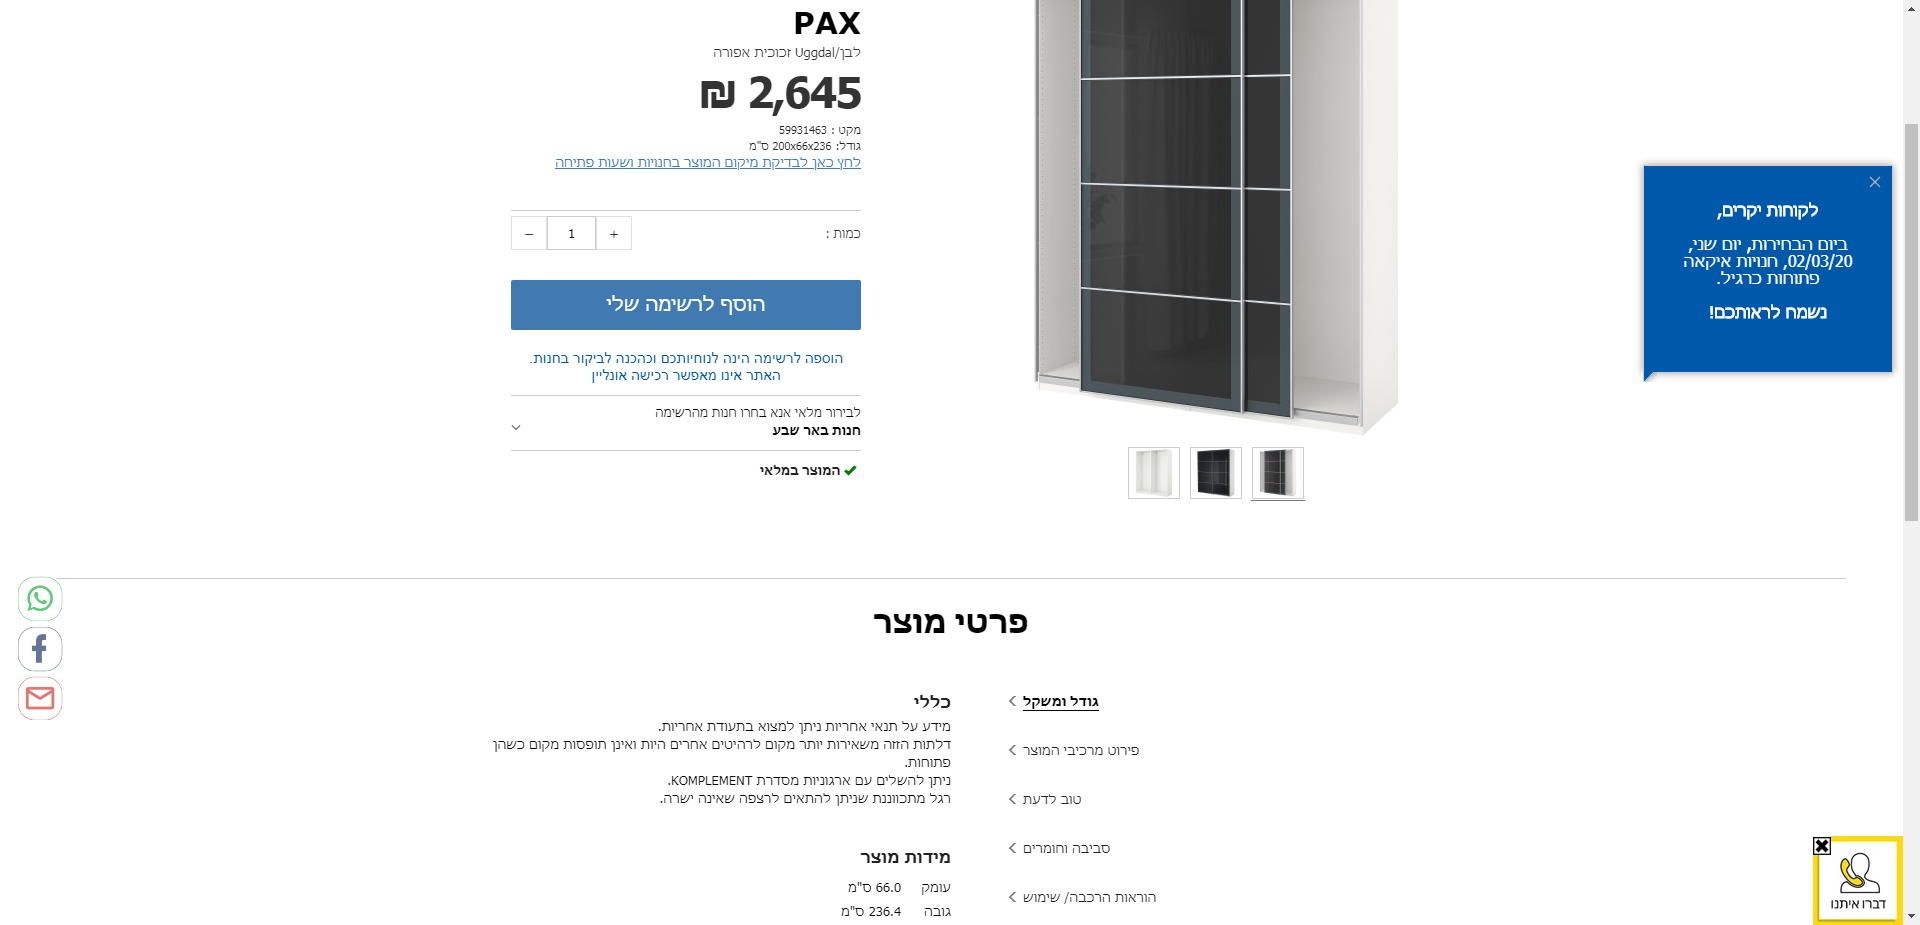 PAX
לבן/Uggdal זכוכית אפורה
2,645 ₪
מקט : 59931463
גודל: 200x66x236 ס"מ
לחץ כאן לבדיקת מיקום המוצר בחנויות ושעות פתיחה
כמות :
+ 1 −
הוסף לרשימה שלי
הוספה לרשימה הינה לנוחיותכם וכהכנה לביקור בחנות.
האתר אינו מאפשר רכישה אונליין
לבירור מלאי אנא בחרו חנות מהרשימה
חנות באר שבע
המוצר במלאי
לקוחות יקרים,
ביום הבחירות, יום שני,
02/03/20, חנויות איקאה
פתוחות כרגיל.
נשמח לראותכם!
פרטי מוצר
גודל ומשקל
פירוט מרכיבי המוצר
טוב לדעת
סביבה וחומרים
הוראות הרכבה/ שימוש
כללי
מידע על תנאי אחריות ניתן למצוא בתעודת אחריות.
דלתות הזזה משאירות יותר מקום לרהיטים אחרים היות ואינן תופסות מקום כשהן
פתוחות.
ניתן להשלים עם ארגוניות מסדרת KOMPLEMENT.
רגל מתכווננת שניתן להתאים לרצפה שאינה ישרה.
מידות מוצר
עומק 66.0 ס"מ
גובה 236.4 ס"מ
דברו איתנו